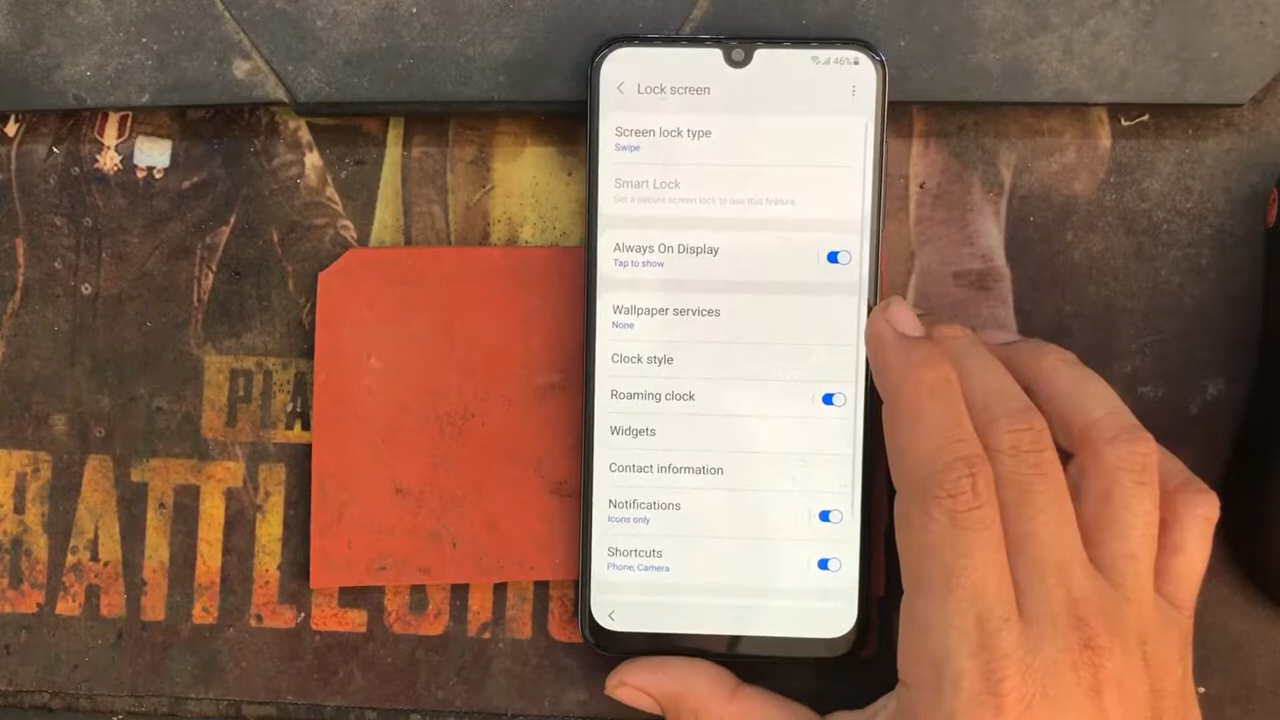 46%
Lock screen
Screen lock type
Swipe
Smart Lock
Set a secure screen lock to use this feature
Always On Display
Tap to show
Wallpaper services
None
Clock style
Roaming clock
Widgets
Contact information
Notifications
Icons only
Shortcuts
Phone, Camera
PLA
BATTLEGRO